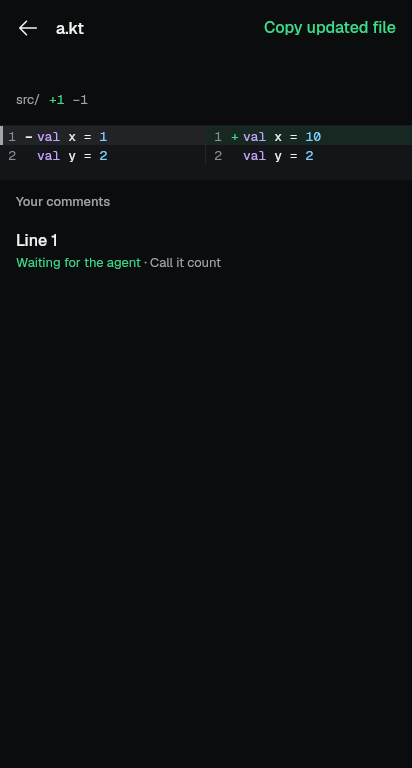 a.kt
Copy updated file
src/ +1 −1
1 − val x = 1 1 + val x = 10
2 val y = 2 2 val y = 2
Your comments
Line 1
Waiting for the agent · Call it count